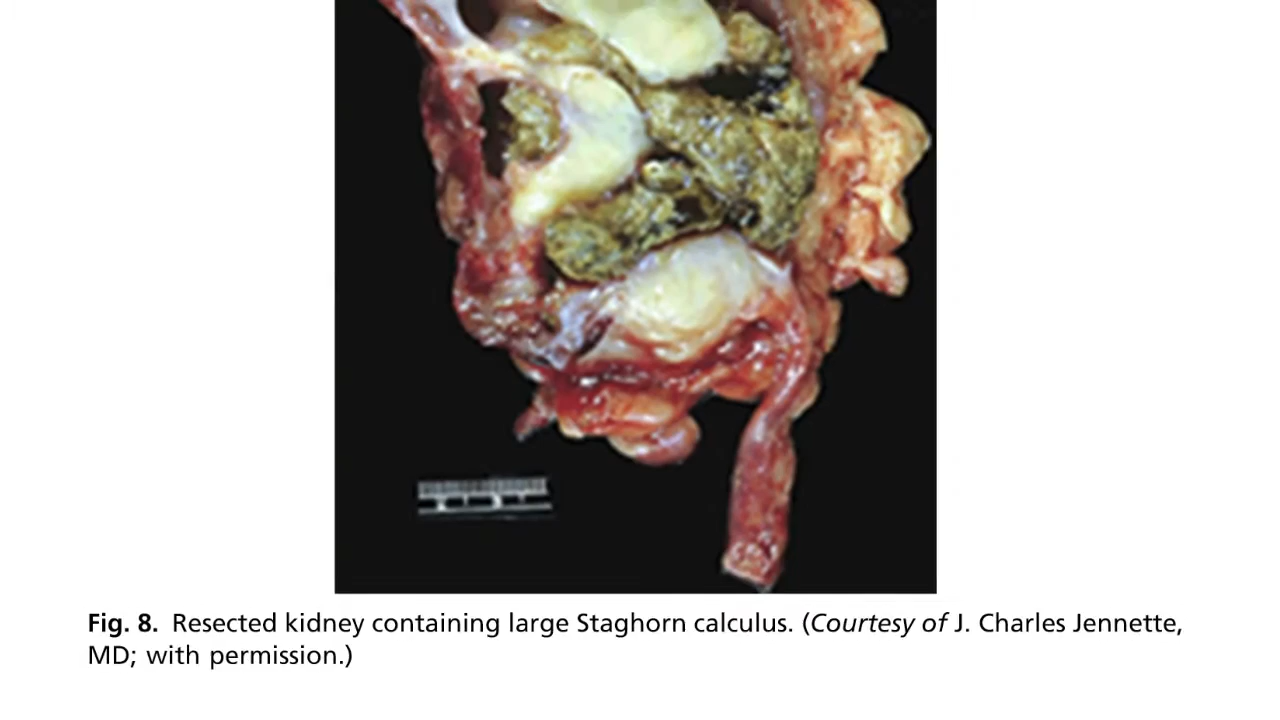 Fig. 8. Resected kidney containing large Staghorn calculus. (Courtesy of J. Charles Jennette,
MD; with permission.)